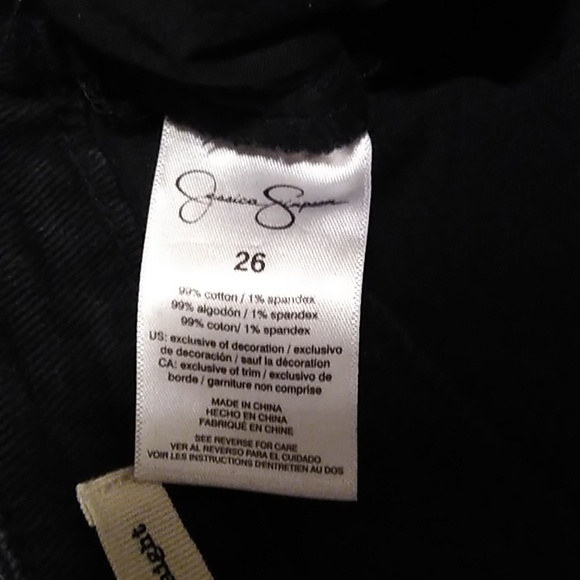 Jessica Simpson
26
99% cotton / 1% spandex
99% algodón / 1% spandex
99% coton/ 1% spandex
US: exclusive of decoration / exclusivo
de decoración / sauf la décoration
CA: exclusive of trim / exclusivo de
borde / garniture non comprise
MADE IN CHINA
HECHO EN CHINA
FABRIQUÉ EN CHINE
SEE REVERSE FOR CARE
VER AL REVERSO PARA EL CUIDADO
VOIR LES INSTRUCTIONS D'ENTRETIEN AU DOS